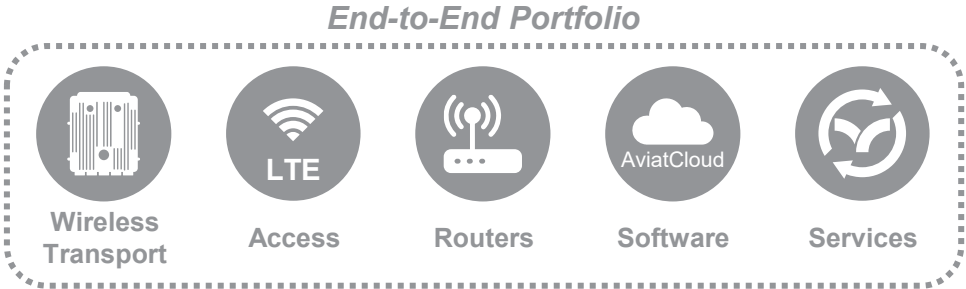 End-to-End Portfolio
LTE
AviatCloud
Wireless
Transport
Access
Routers
Software
Services